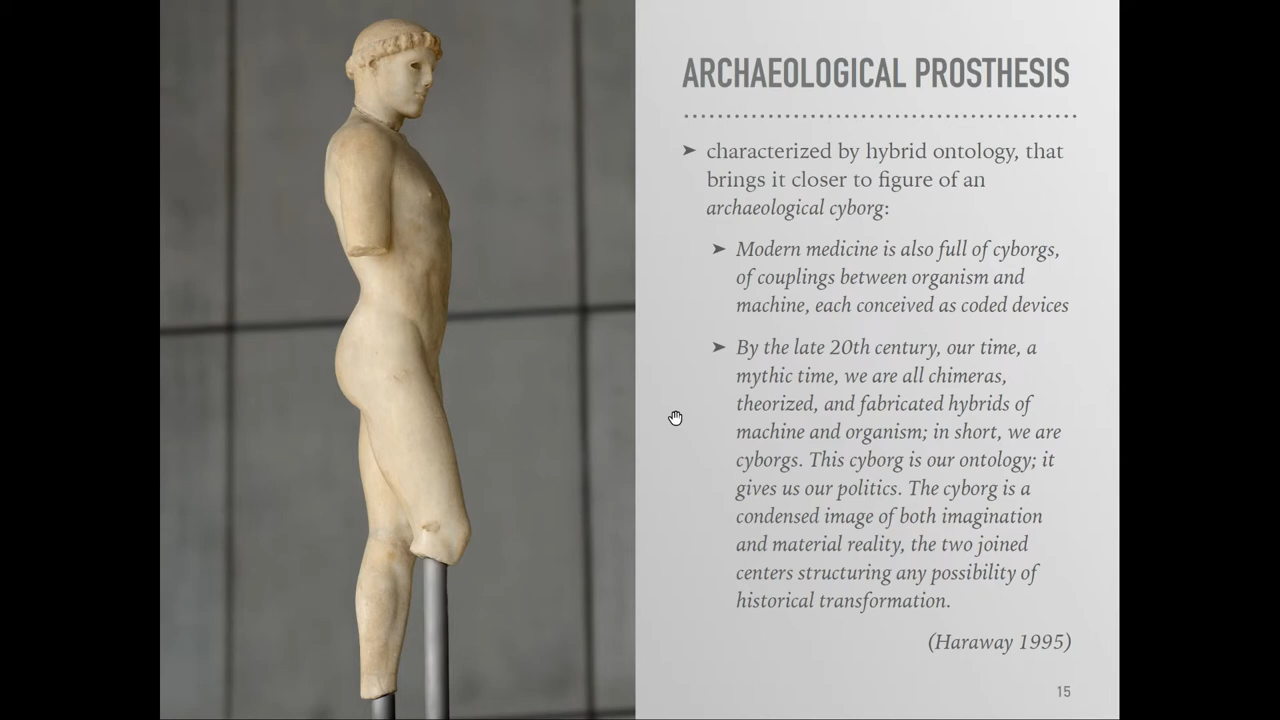 ARCHAEOLOGICAL PROSTHESIS
characterized by hybrid ontology, that
brings it closer to figure of an
archaeological cyborg:
Modern medicine is also full of cyborgs,
of couplings between organism and
machine, each conceived as coded devices
By the late 20th century, our time, a
mythic time, we are all chimeras,
theorized, and fabricated hybrids of
machine and organism; in short, we are
cyborgs. This cyborg is our ontology; it
gives us our politics. The cyborg is a
condensed image of both imagination
and material reality, the two joined
centers structuring any possibility of
historical transformation.
(Haraway 1995)
15